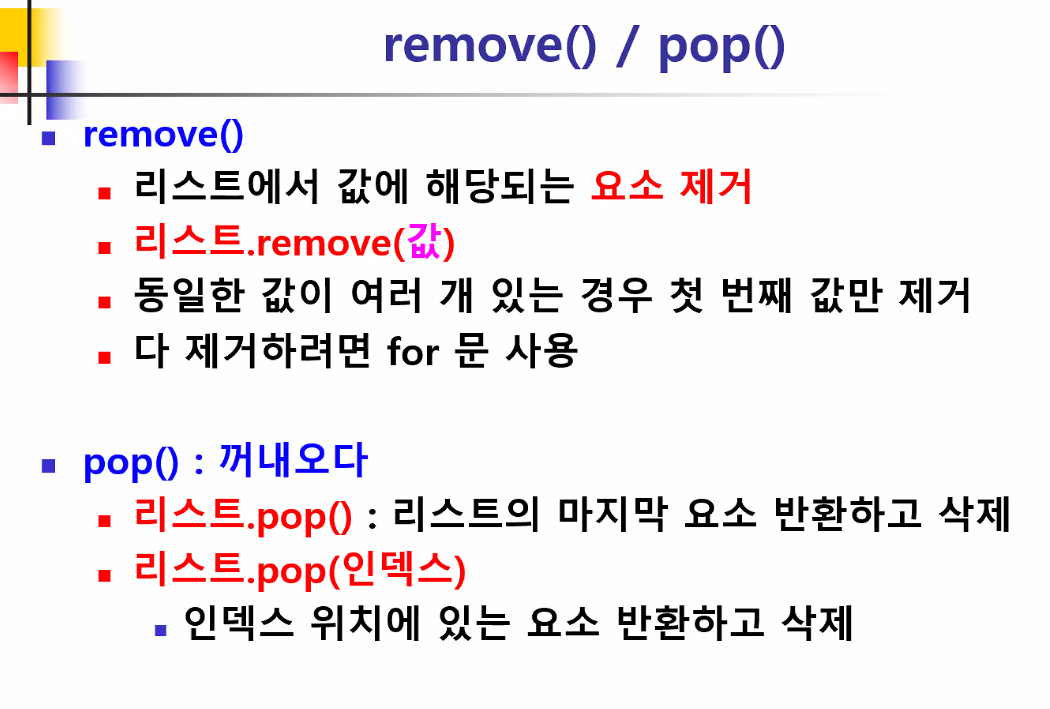 remove() / pop()
remove()
리스트에서 값에 해당되는 요소 제거
리스트.remove(값)
동일한 값이 여러 개 있는 경우 첫 번째 값만 제거
다 제거하려면 for 문 사용
pop() : 꺼내오다
리스트.pop() : 리스트의 마지막 요소 반환하고 삭제
리스트.pop(인덱스)
인덱스 위치에 있는 요소 반환하고 삭제